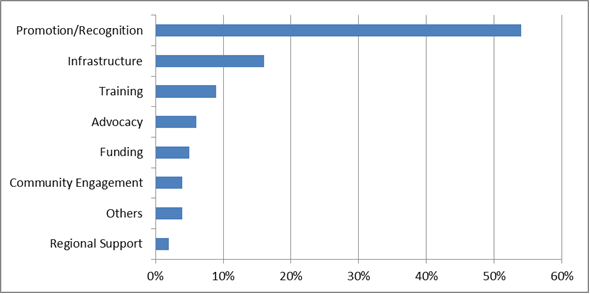 Promotion/Recognition
Infrastructure
Training
Advocacy
Funding
Community Engagement
Others
Regional Support
0% 10% 20% 30% 40% 50% 60%